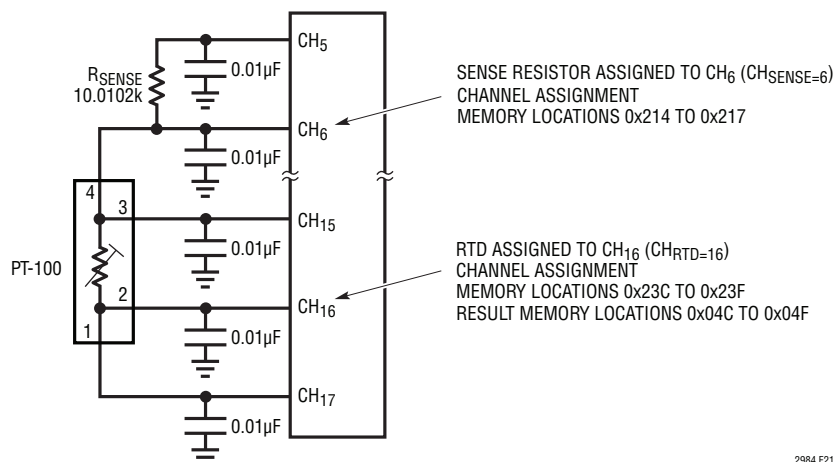 CH5
RSENSE
10.0102k
0.01µF
SENSE RESISTOR ASSIGNED TO CH6 (CHSENSE=6)
CHANNEL ASSIGNMENT
MEMORY LOCATIONS 0x214 TO 0x217
CH6
0.01µF
4
3
CH15
PT-100
0.01µF
RTD ASSIGNED TO CH16 (CHRTD=16)
CHANNEL ASSIGNMENT
MEMORY LOCATIONS 0x23C TO 0x23F
RESULT MEMORY LOCATIONS 0x04C TO 0x04F
2
CH16
1
0.01µF
CH17
0.01µF
2984 F21